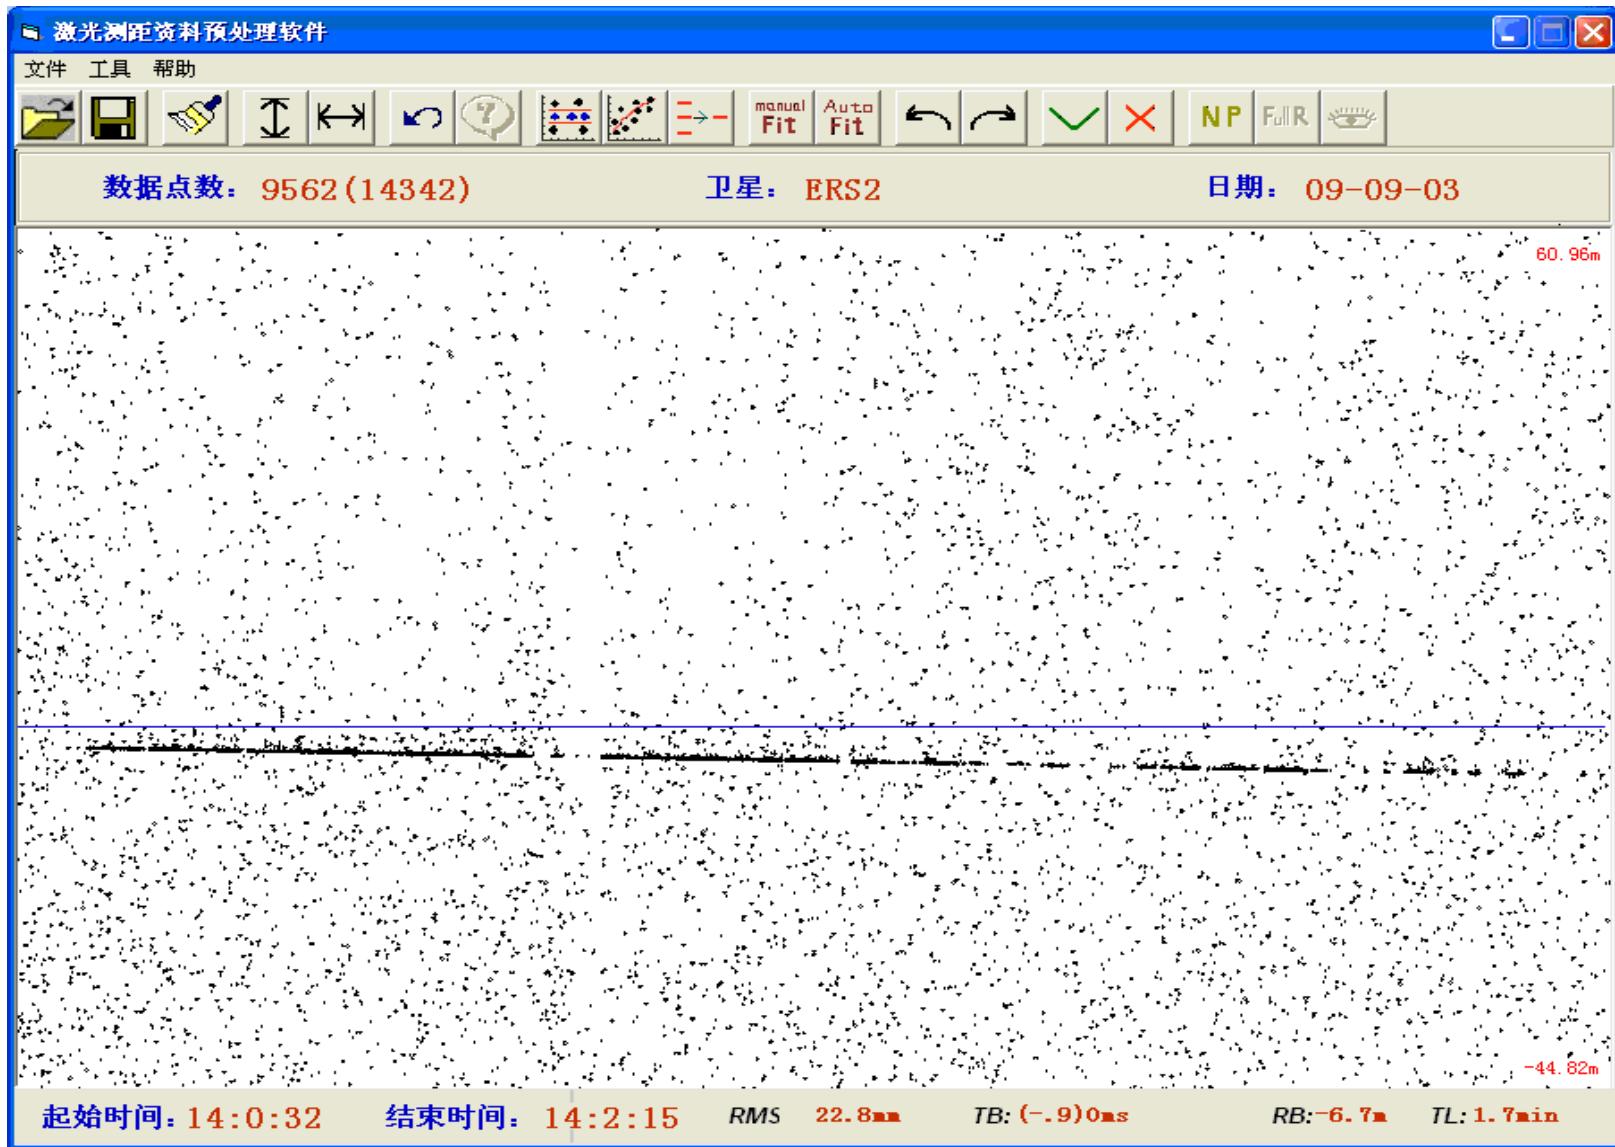 激光测距资料预处理软件
文件 工具 帮助
manual Fit Auto Fit NP FullR
数据点数： 9562(14342) 卫星： ERS2 日期： 09-09-03
60.96m
-44.82m
起始时间：14:0:32 结束时间： 14:2:15 RMS 22.8mm TB: (-.9)0ms RB:-6.7m TL: 1.7min